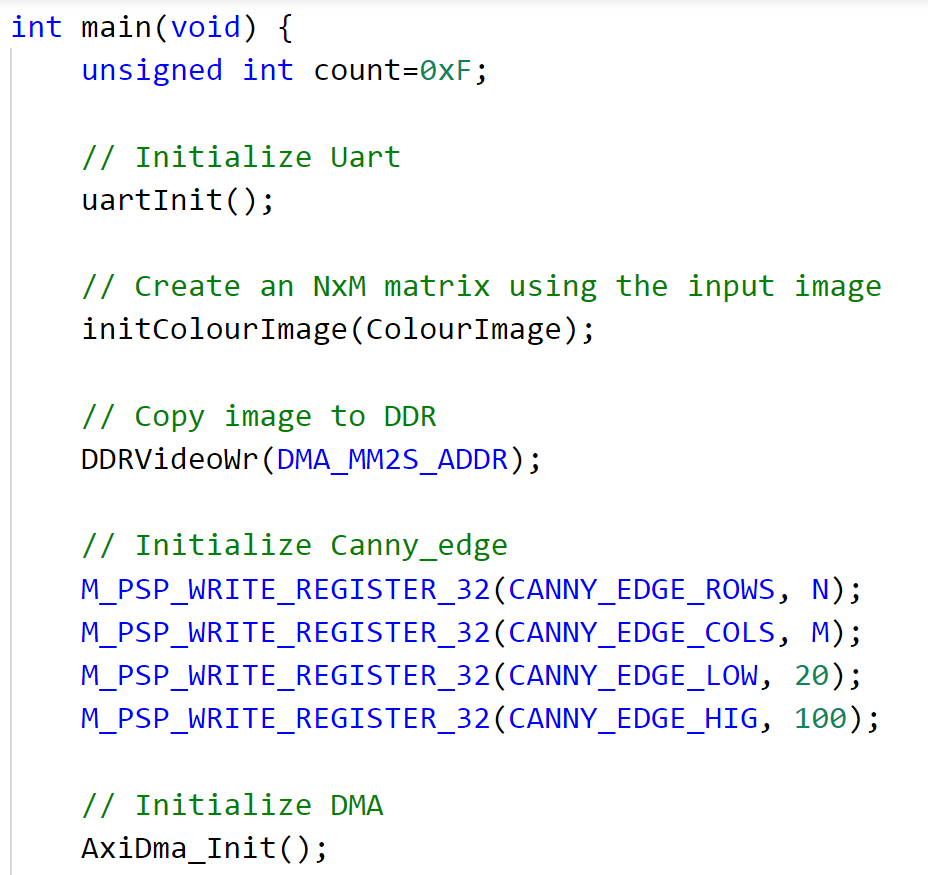 int main(void) {
    unsigned int count=0xF;

    // Initialize Uart
    uartInit();

    // Create an NxM matrix using the input image
    initColourImage(ColourImage);

    // Copy image to DDR
    DDRVideoWr(DMA_MM2S_ADDR);

    // Initialize Canny_edge
    M_PSP_WRITE_REGISTER_32(CANNY_EDGE_ROWS, N);
    M_PSP_WRITE_REGISTER_32(CANNY_EDGE_COLS, M);
    M_PSP_WRITE_REGISTER_32(CANNY_EDGE_LOW, 20);
    M_PSP_WRITE_REGISTER_32(CANNY_EDGE_HIG, 100);

    // Initialize DMA
    AxiDma_Init();